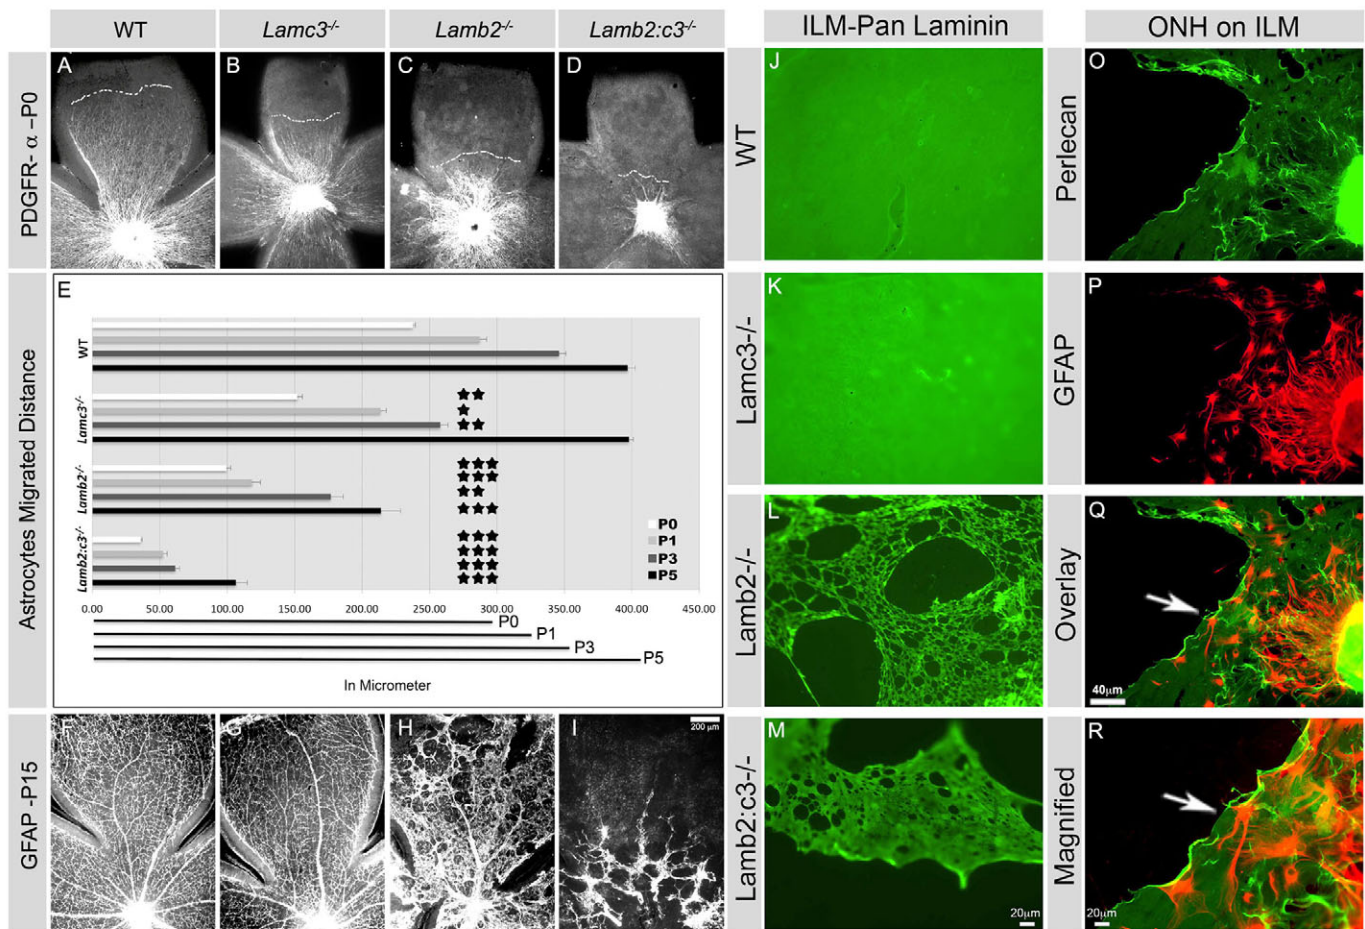 WT
Lamc3-/-
Lamb2-/-
Lamb2:c3-/-
ILM-Pan Laminin
ONH on ILM
PDGFR- α –P0
A
B
C
D
WT
J
Perlecan
O
Astrocytes Migrated Distance
E
WT
Lamc3-/-
Lamb2-/-
Lamb2:c3-/-
P0
P1
P3
P5
0.00 50.00 100.00 150.00 200.00 250.00 300.00 350.00 400.00 450.00
P0
P1
P3
P5
In Micrometer
Lamc3-/-
K
GFAP
P
Lamb2-/-
L
Overlay
Q
40μm
GFAP -P15
F
G
H
I
200 μm
Lamb2:c3-/-
M
20μm
Magnified
R
20μm